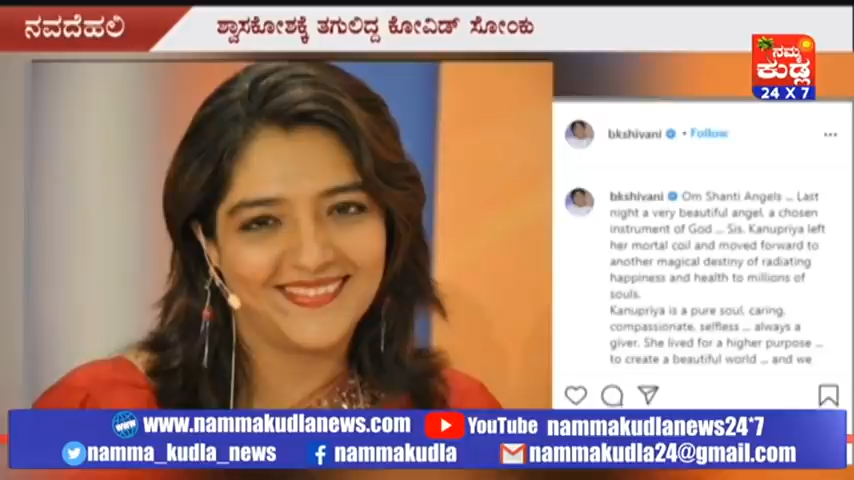 ನವದೆಹಲಿ
ಶ್ವಾಸಕೋಶಕ್ಕೆ ತಗುಲಿದ್ದ ಕೋವಿಡ್ ಸೋಂಕು
ನಮ್ಮ
ಕುಡ್ಲ
24 X 7
bkshivani • Follow
bkshivani Om Shanti Angels ... Last
night a very beautiful angel, a chosen
instrument of God ... Sis. Kanupriya left
her mortal coil and moved forward to
another magical destiny of radiating
happiness and health to millions of
souls.
Kanupriya is a pure soul, caring,
compassionate, selfless ... always a
giver. She lived for a higher purpose ...
to create a beautiful world ... and we
www.nammakudlanews.com YouTube nammakudlanews24*7
namma_kudla_news nammakudla nammakudla24@gmail.com